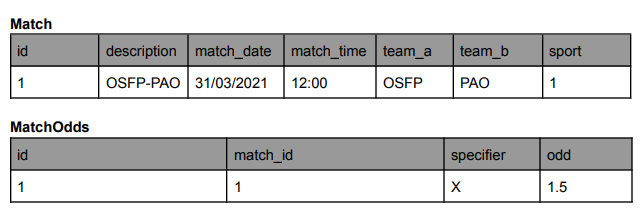 Match
id description match_date match_time team_a team_b sport
1 OSFP-PAO 31/03/2021 12:00 OSFP PAO 1
MatchOdds
id match_id specifier odd
1 1 X 1.5